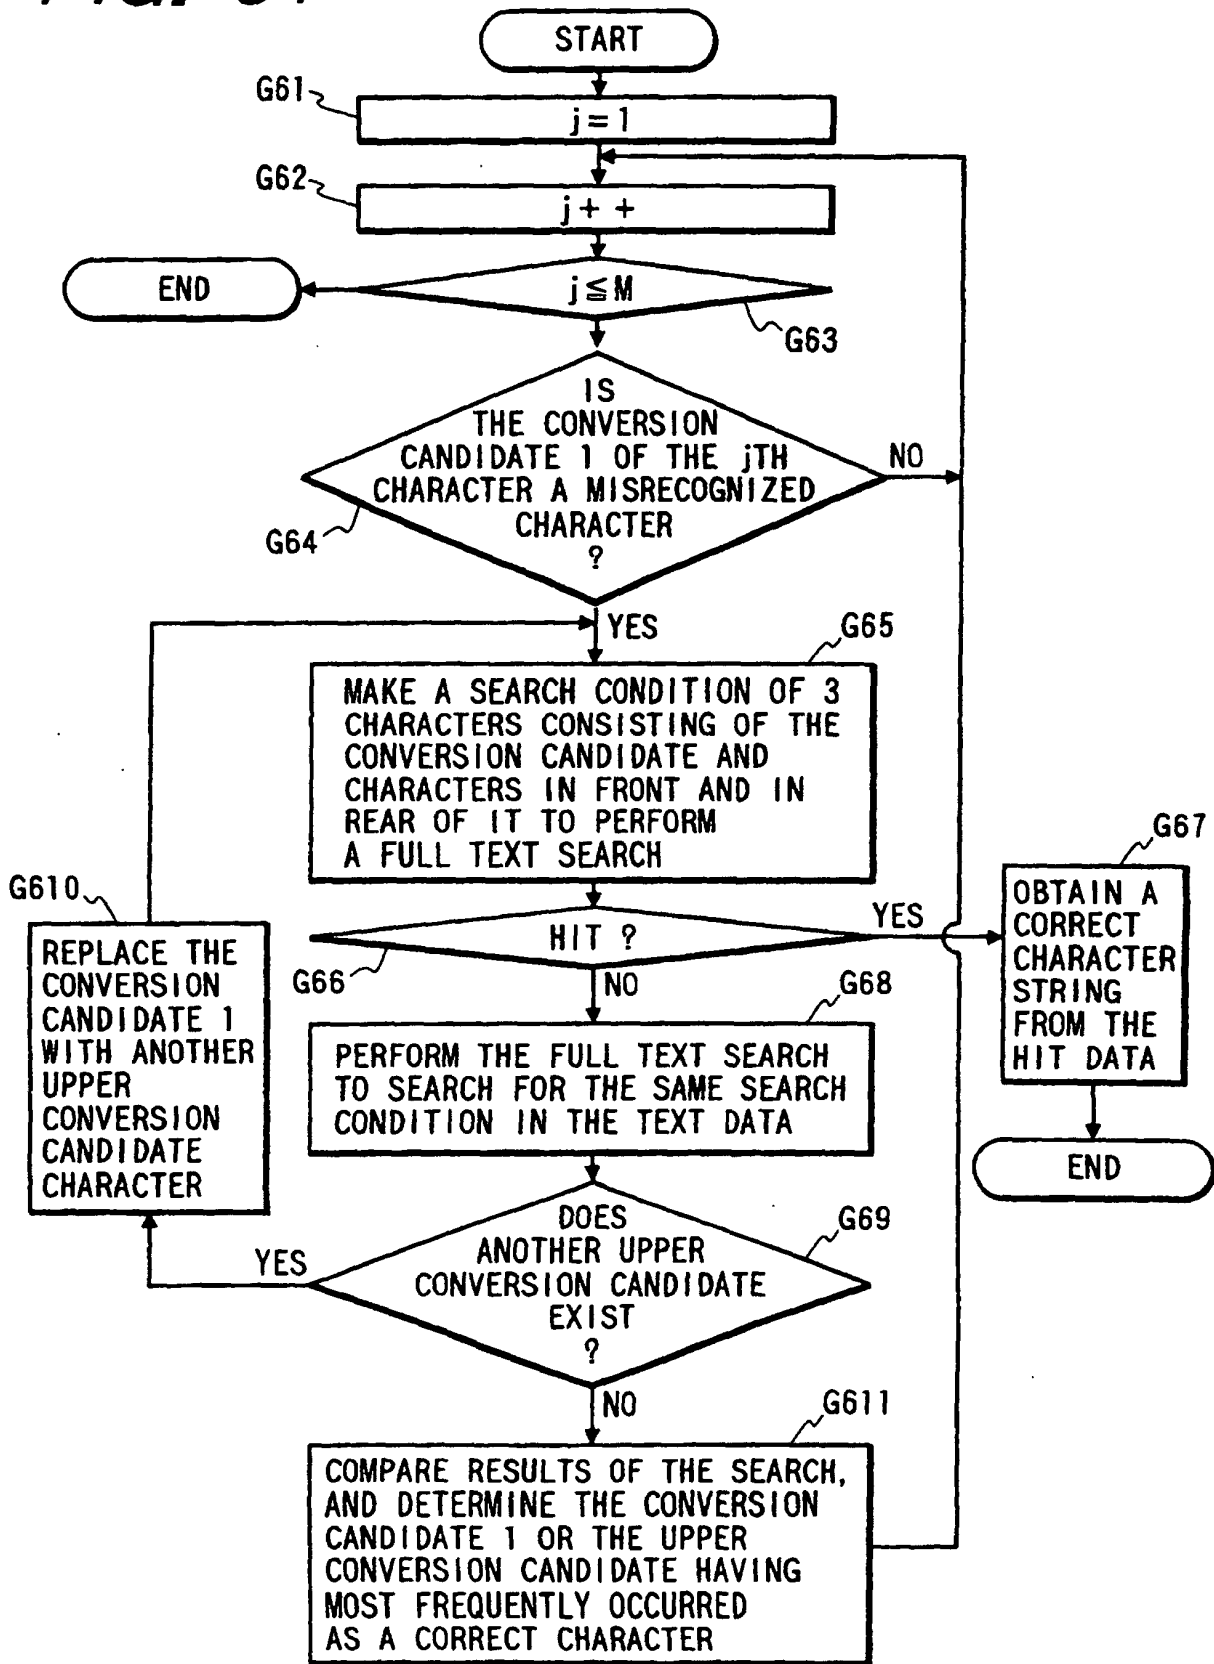 START
G61
j = 1
G62
j + +
END
j ≦ M
G63
IS
THE CONVERSION
CANDIDATE 1 OF THE jTH
CHARACTER A MISRECOGNIZED
CHARACTER
?
NO
G64
YES
G65
MAKE A SEARCH CONDITION OF 3
CHARACTERS CONSISTING OF THE
CONVERSION CANDIDATE AND
CHARACTERS IN FRONT AND IN
REAR OF IT TO PERFORM
A FULL TEXT SEARCH
G67
OBTAIN A
CORRECT
CHARACTER
STRING
FROM THE
HIT DATA
END
G610
REPLACE THE
CONVERSION
CANDIDATE 1
WITH ANOTHER
UPPER
CONVERSION
CANDIDATE
CHARACTER
HIT ?
YES
G66
NO
G68
PERFORM THE FULL TEXT SEARCH
TO SEARCH FOR THE SAME SEARCH
CONDITION IN THE TEXT DATA
G69
DOES
ANOTHER UPPER
CONVERSION CANDIDATE
EXIST
?
YES
NO
G611
COMPARE RESULTS OF THE SEARCH,
AND DETERMINE THE CONVERSION
CANDIDATE 1 OR THE UPPER
CONVERSION CANDIDATE HAVING
MOST FREQUENTLY OCCURRED
AS A CORRECT CHARACTER